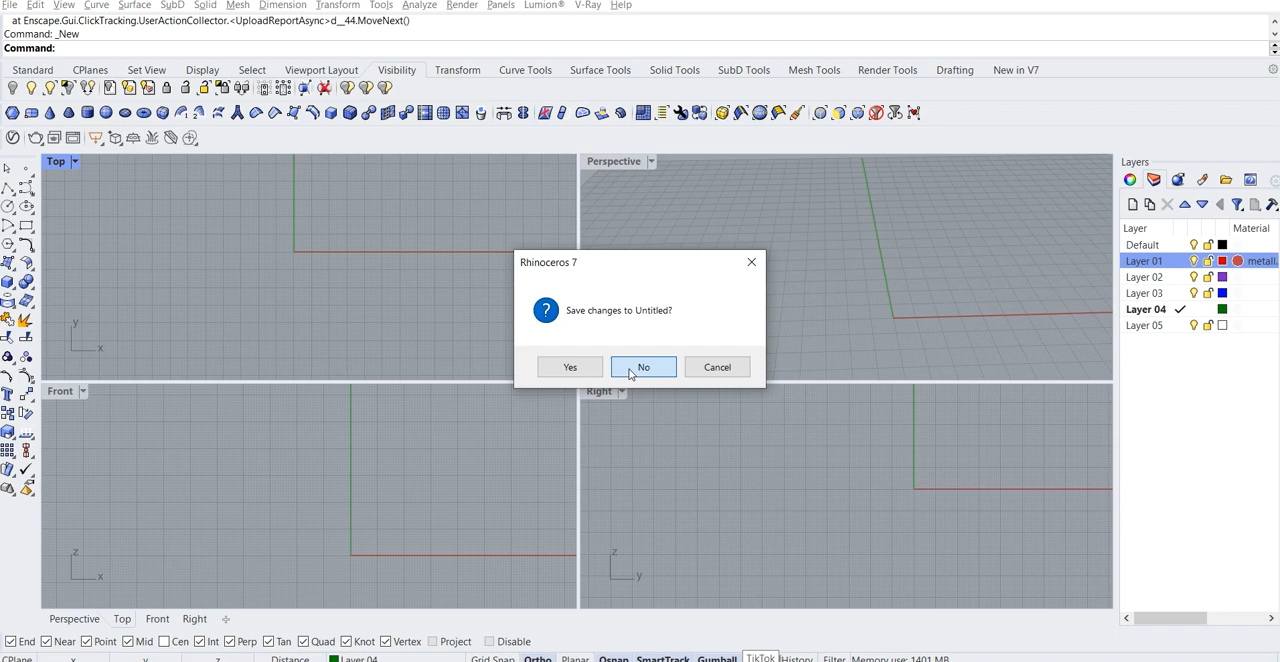 File Edit View Curve Surface SubD Solid Mesh Dimension Transform Tools Analyze Render Panels Lumion® V-Ray Help
at Enscape.Gui.ClickTracking.UserActionCollector.<UploadReportAsync>d__44.MoveNext()
Command: _New
Command:
Standard CPlanes Set View Display Select Viewport Layout Visibility Transform Curve Tools Surface Tools Solid Tools SubD Tools Mesh Tools Render Tools Drafting New in V7
Top
Perspective
Layers
Layer Material
Default
Layer 01 metall.
Layer 02
Layer 03
Layer 04
Layer 05
Rhinoceros 7
Save changes to Untitled?
Yes No Cancel
y
x
Front
Right
z
x
z
y
Perspective Top Front Right
End Near Point Mid Cen Int Perp Tan Quad Knot Vertex Project Disable
CPlane x y z Distance Layer 04 Grid Snap Ortho Planar Osnap SmartTrack Gumball TikTok History Filter Memory use: 1401 MB